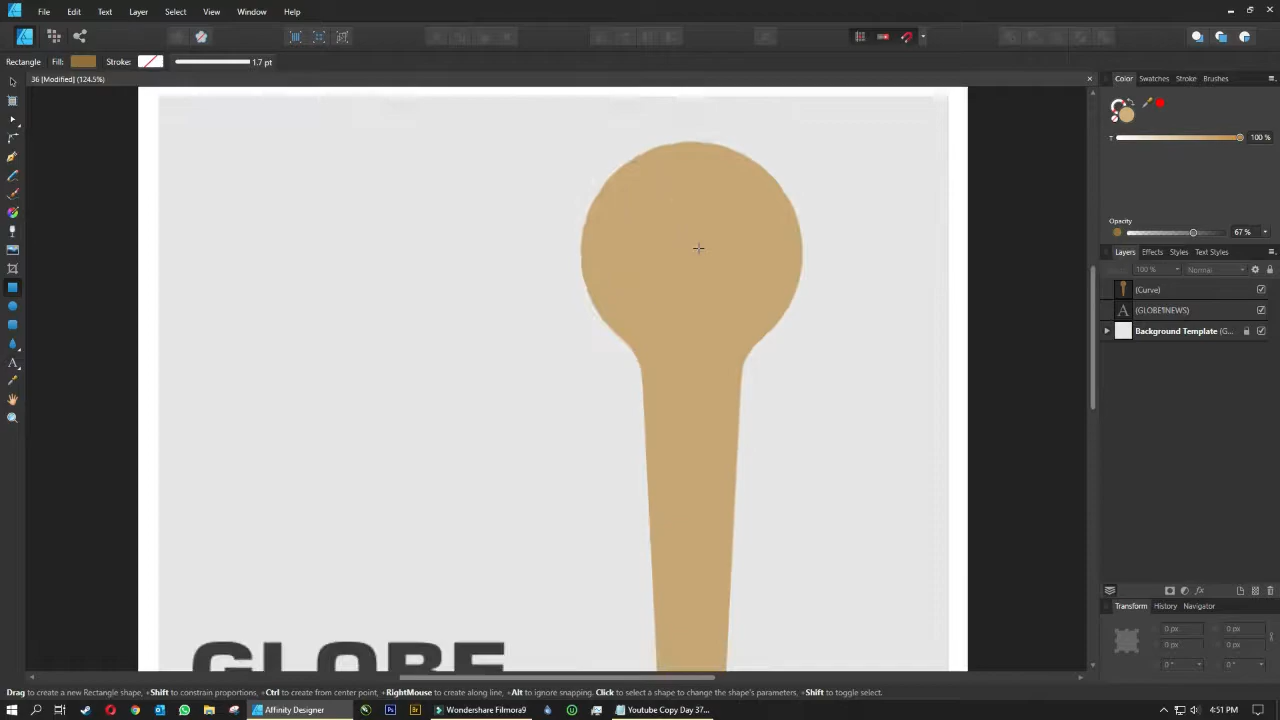 File Edit Text Layer Select View Window Help
Rectangle Fill: Stroke: 1.7 pt
36 [Modified] (124.5%)
Color Swatches Stroke Brushes
100 %
Opacity
67 %
Layers Effects Styles Text Styles
100 % Normal
(Curve)
(GLOBE¶NEWS)
Background Template (G...
GLOBE
Transform History Navigator
0 px 0 px
0 px 0 px
0 ° 0 °
Drag to create a new Rectangle shape, +Shift to constrain proportions, +Ctrl to create from center point, +RightMouse to create along line, +Alt to ignore snapping. Click to select a shape to change the shape's parameters, +Shift to toggle select.
Affinity Designer Wondershare Filmora9 Youtube Copy Day 37... 4:51 PM